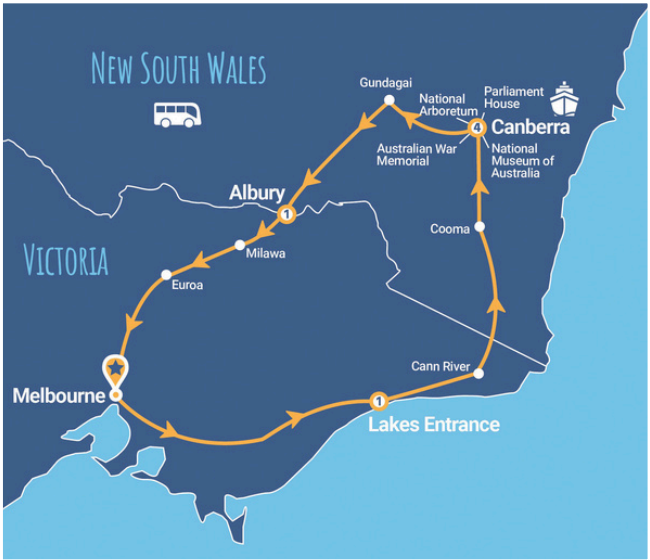 NEW SOUTH WALES
Gundagai
National
Arboretum
Parliament
House
4
Canberra
Australian War
Memorial
National
Museum of
Australia
Albury
1
Cooma
Milawa
VICTORIA
Euroa
Cann River
Melbourne
1
Lakes Entrance